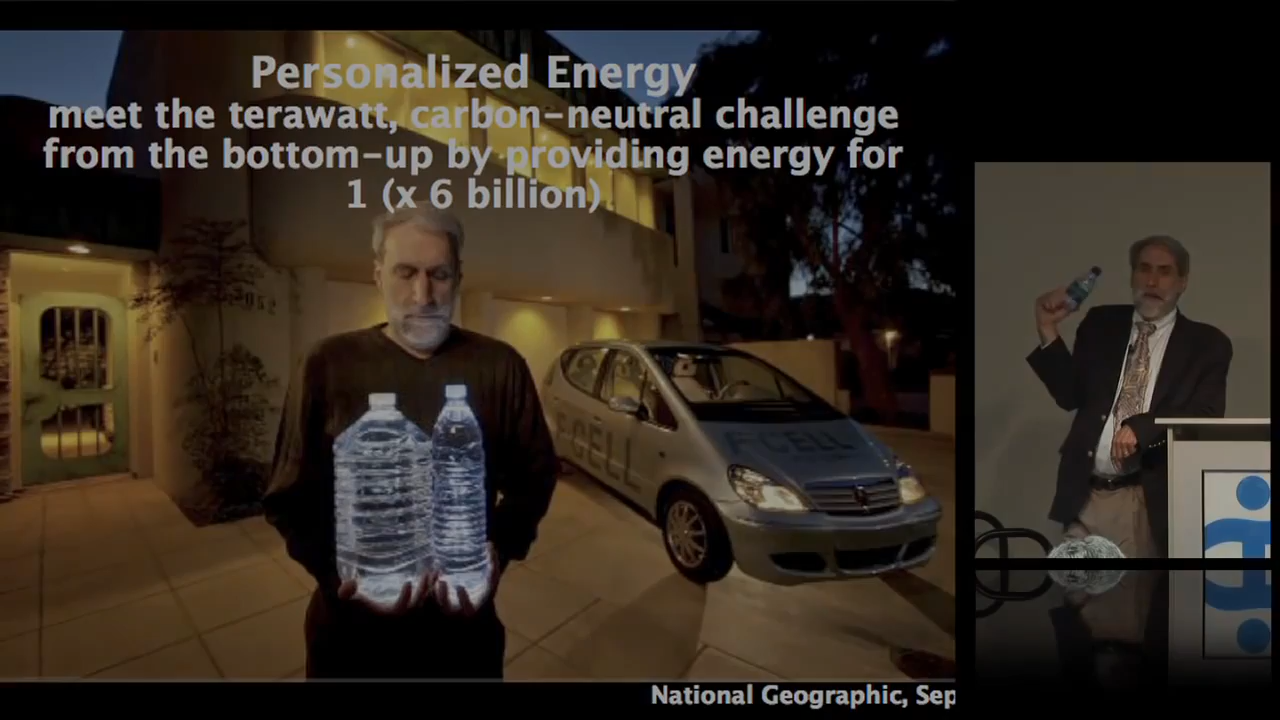 Personalized Energy
meet the terawatt, carbon-neutral challenge
from the bottom-up by providing energy for
1 (x 6 billion)
F-CELL
F-CELL
National Geographic, Sep